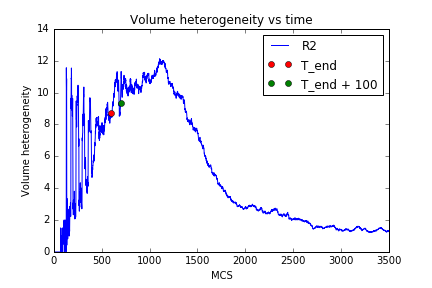 Volume heterogeneity vs time
14
12
10
8
6
4
2
0
Volume heterogeneity
R2
T_end
T_end + 100
0 500 1000 1500 2000 2500 3000 3500
MCS